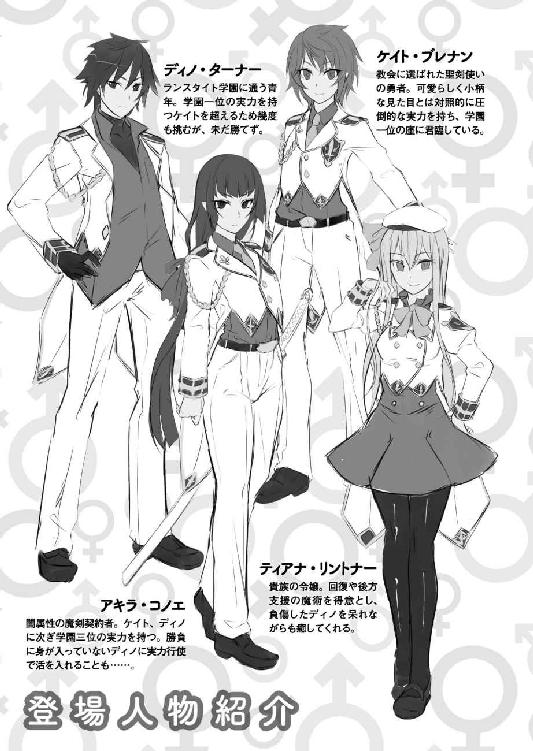 ディノ・ターナー
ランスタイト学園に通う青
年。学園一位の実力を持
つケイトを超えるため幾度
も挑むが、未だ勝てず。
ケイト・ブレナン
教会に選ばれた聖剣使い
の勇者。可愛らしく小柄
な見た目とは対照的に圧
倒的な実力を持ち、学園
一位の座に君臨している。
アキラ・コノエ
闇属性の魔剣契約者。ケイト、ディノ
に次ぎ学園三位の実力を持つ。勝負
に身が入っていないディノに実力行使
で活を入れることも……。
ティアナ・リントナー
貴族の令嬢。回復や後方
支援の魔術を得意とし、
負傷したディノを呆れな
がらも癒してくれる。
登場人物紹介